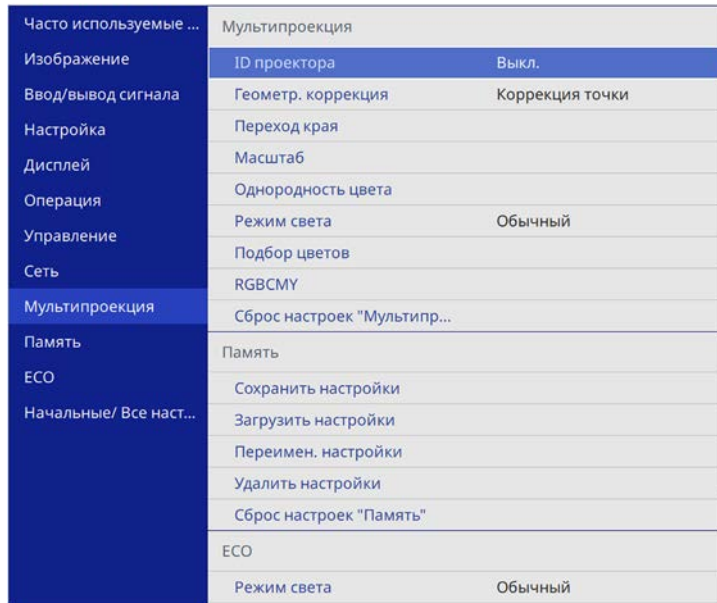 Часто используемые ...
Изображение
Ввод/вывод сигнала
Настройка
Дисплей
Операция
Управление
Сеть
Мультипроекция
Память
ECO
Начальные/ Все наст...
Мультипроекция
ID проектора Выкл.
Геометр. коррекция Коррекция точки
Переход края
Масштаб
Однородность цвета
Режим света Обычный
Подбор цветов
RGBCMY
Сброс настроек "Мультипр...
Память
Сохранить настройки
Загрузить настройки
Переимен. настройки
Удалить настройки
Сброс настроек "Память"
ECO
Режим света Обычный